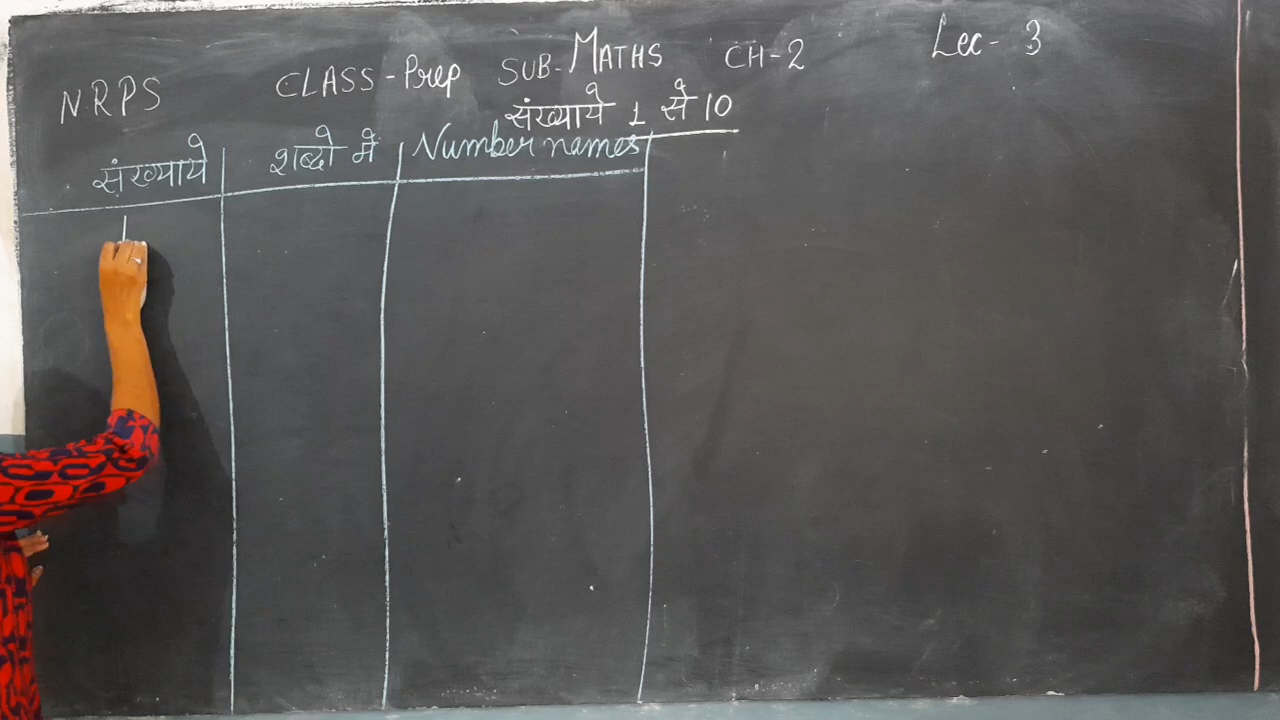 NRPS CLASS-Prep SUB-MATHS CH-2 Lec-3
संख्याये 1 से 10
संख्याये शब्दो में Number names
1